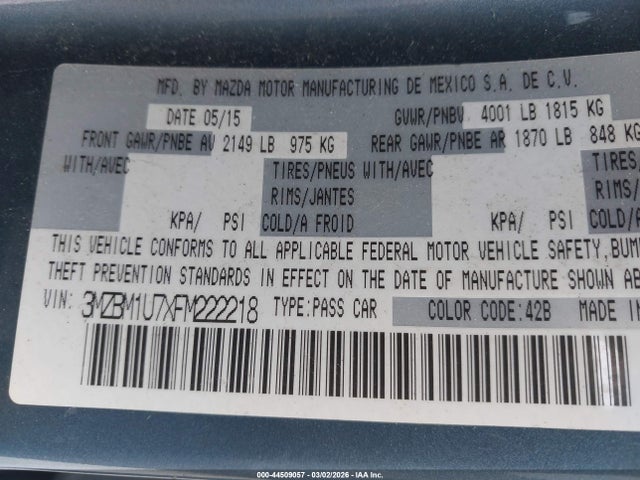 MFD. BY MAZDA MOTOR MANUFACTURING DE MEXICO S.A. DE C.V.
DATE 05/15 GVWR/PNBV 4001 LB 1815 KG
FRONT GAWR/PNBE AV 2149 LB 975 KG REAR GAWR/PNBE AR 1870 LB 848 KG
WITH/AVEC TIRES/PNEUS WITH/AVEC TIRES/
RIMS/JANTES RIMS/
KPA/ PSI COLD/A FROID KPA/ PSI COLD/A
THIS VEHICLE CONFORMS TO ALL APPLICABLE FEDERAL MOTOR VEHICLE SAFETY, BUM
THEFT PREVENTION STANDARDS IN EFFECT ON THE DATE OF MANUFACTURE SHOWN AB
VIN: 3MZBM1U7XFM222218 TYPE:PASS CAR COLOR CODE:42B MADE IN
000-44509057 - 03/02/2026 - IAA Inc.